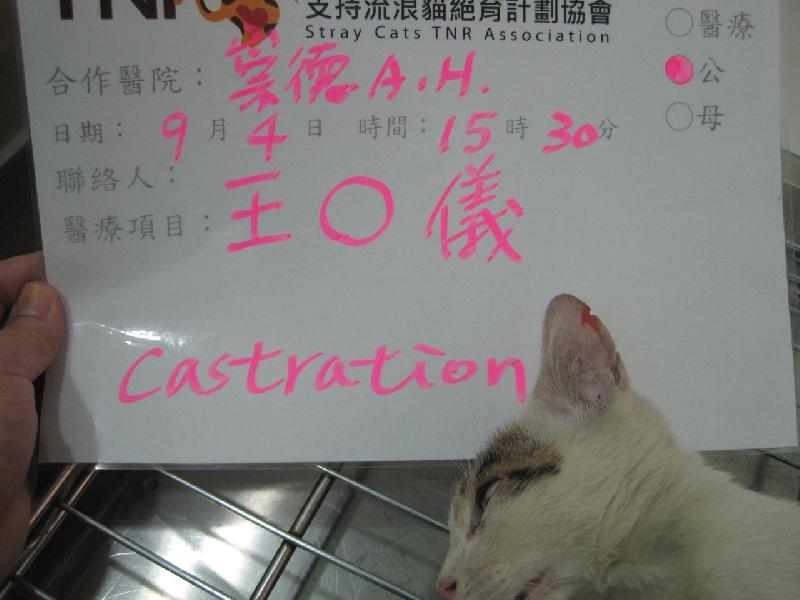 TNR
支持流浪貓絕育計劃協會
Stray Cats TNR Association
醫療
合作醫院：崇德A.H.
公
日期：9月4日 時間：15時30分
母
聯絡人：王〇儀
醫療項目：
Castration